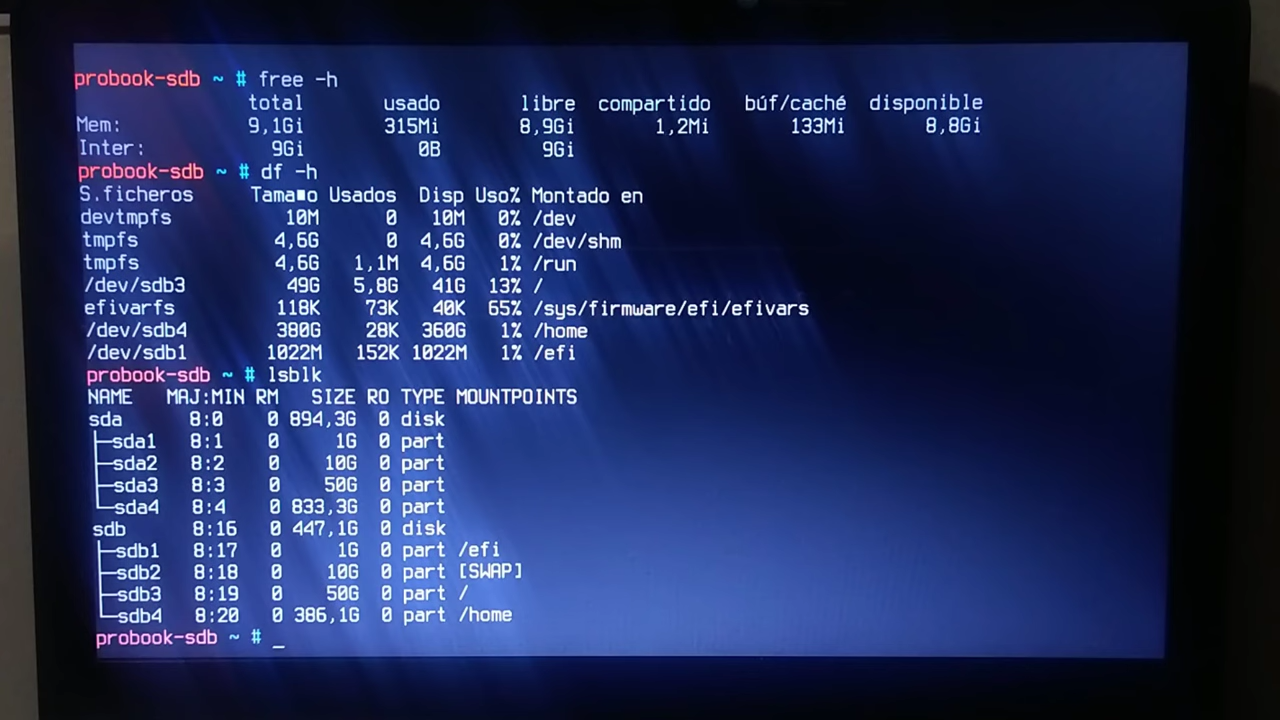 probook-sdb ~ # free -h
total usado libre compartido búf/caché disponible
Mem: 9,1Gi 315Mi 8,9Gi 1,2Mi 133Mi 8,8Gi
Inter: 9Gi 0B 9Gi
probook-sdb ~ # df -h
S.ficheros Tama■o Usados Disp Uso% Montado en
devtmpfs 10M 0 10M 0% /dev
tmpfs 4,6G 0 4,6G 0% /dev/shm
tmpfs 4,6G 1,1M 4,6G 1% /run
/dev/sdb3 49G 5,8G 41G 13% /
efivarfs 118K 73K 40K 65% /sys/firmware/efi/efivars
/dev/sdb4 380G 28K 360G 1% /home
/dev/sdb1 1022M 152K 1022M 1% /efi
probook-sdb ~ # lsblk
NAME MAJ:MIN RM SIZE RO TYPE MOUNTPOINTS
sda 8:0 0 894,3G 0 disk
├─sda1 8:1 0 1G 0 part
├─sda2 8:2 0 10G 0 part
├─sda3 8:3 0 50G 0 part
└─sda4 8:4 0 833,3G 0 part
sdb 8:16 0 447,1G 0 disk
├─sdb1 8:17 0 1G 0 part /efi
├─sdb2 8:18 0 10G 0 part [SWAP]
├─sdb3 8:19 0 50G 0 part /
└─sdb4 8:20 0 386,1G 0 part /home
probook-sdb ~ # _